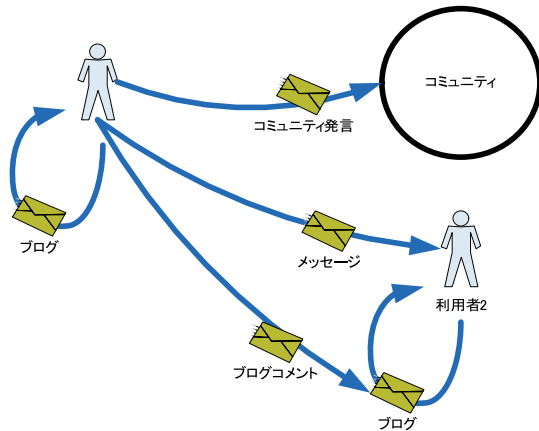 コミュニティ
コミュニティ発言
ブログ
メッセージ
利用者2
ブログコメント
ブログ